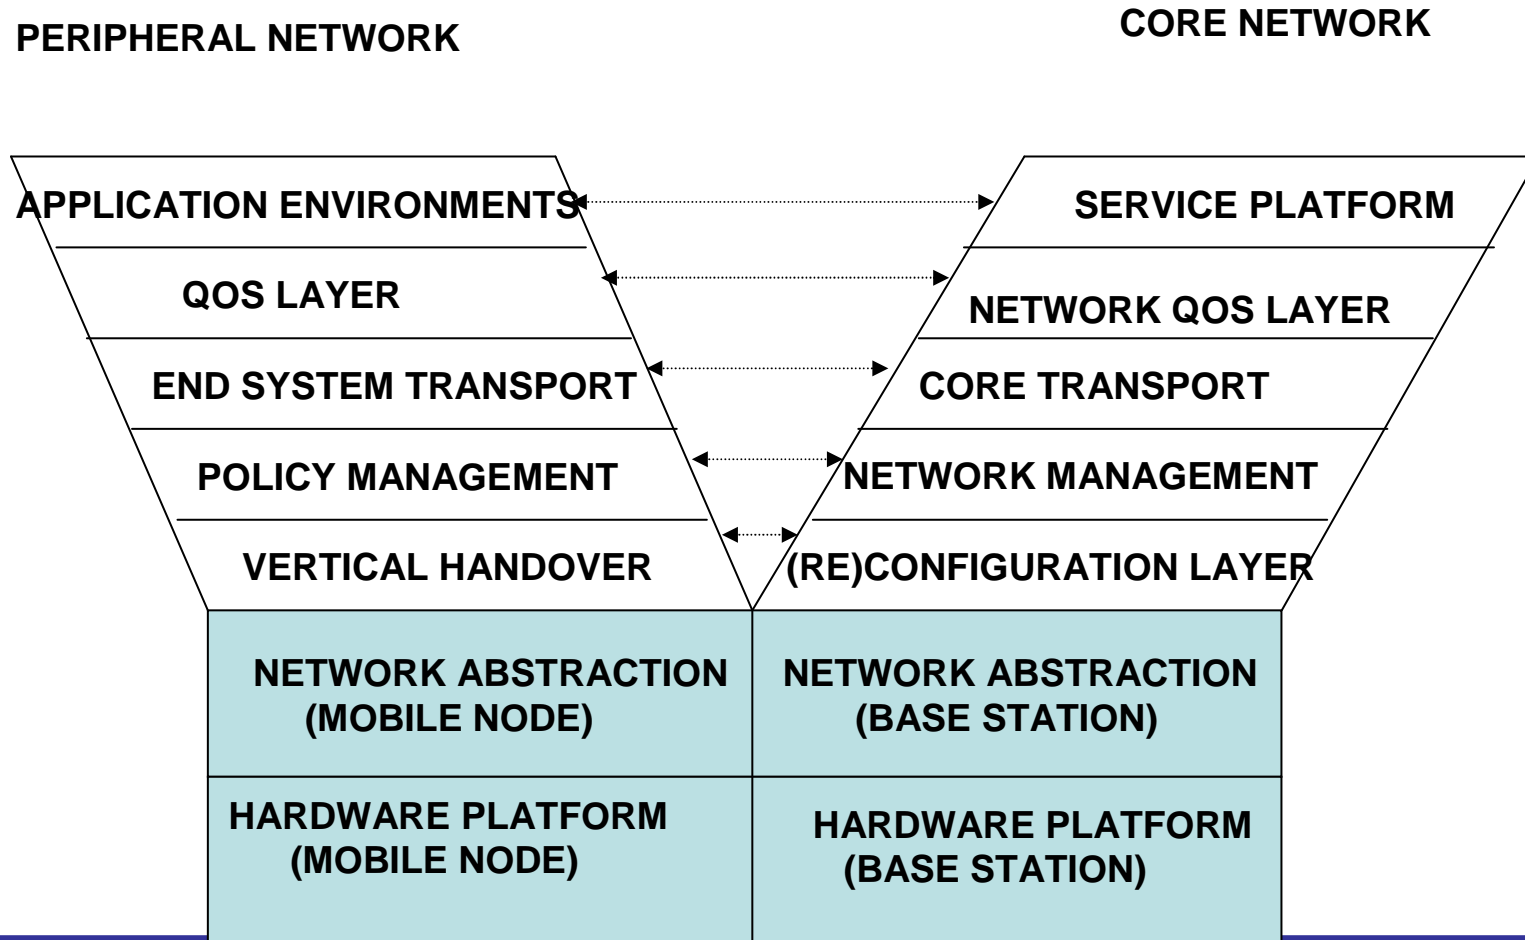 PERIPHERAL NETWORK
CORE NETWORK
APPLICATION ENVIRONMENTS
SERVICE PLATFORM
QOS LAYER
NETWORK QOS LAYER
END SYSTEM TRANSPORT
CORE TRANSPORT
POLICY MANAGEMENT
NETWORK MANAGEMENT
VERTICAL HANDOVER
(RE)CONFIGURATION LAYER
NETWORK ABSTRACTION
(MOBILE NODE)
NETWORK ABSTRACTION
(BASE STATION)
HARDWARE PLATFORM
(MOBILE NODE)
HARDWARE PLATFORM
(BASE STATION)